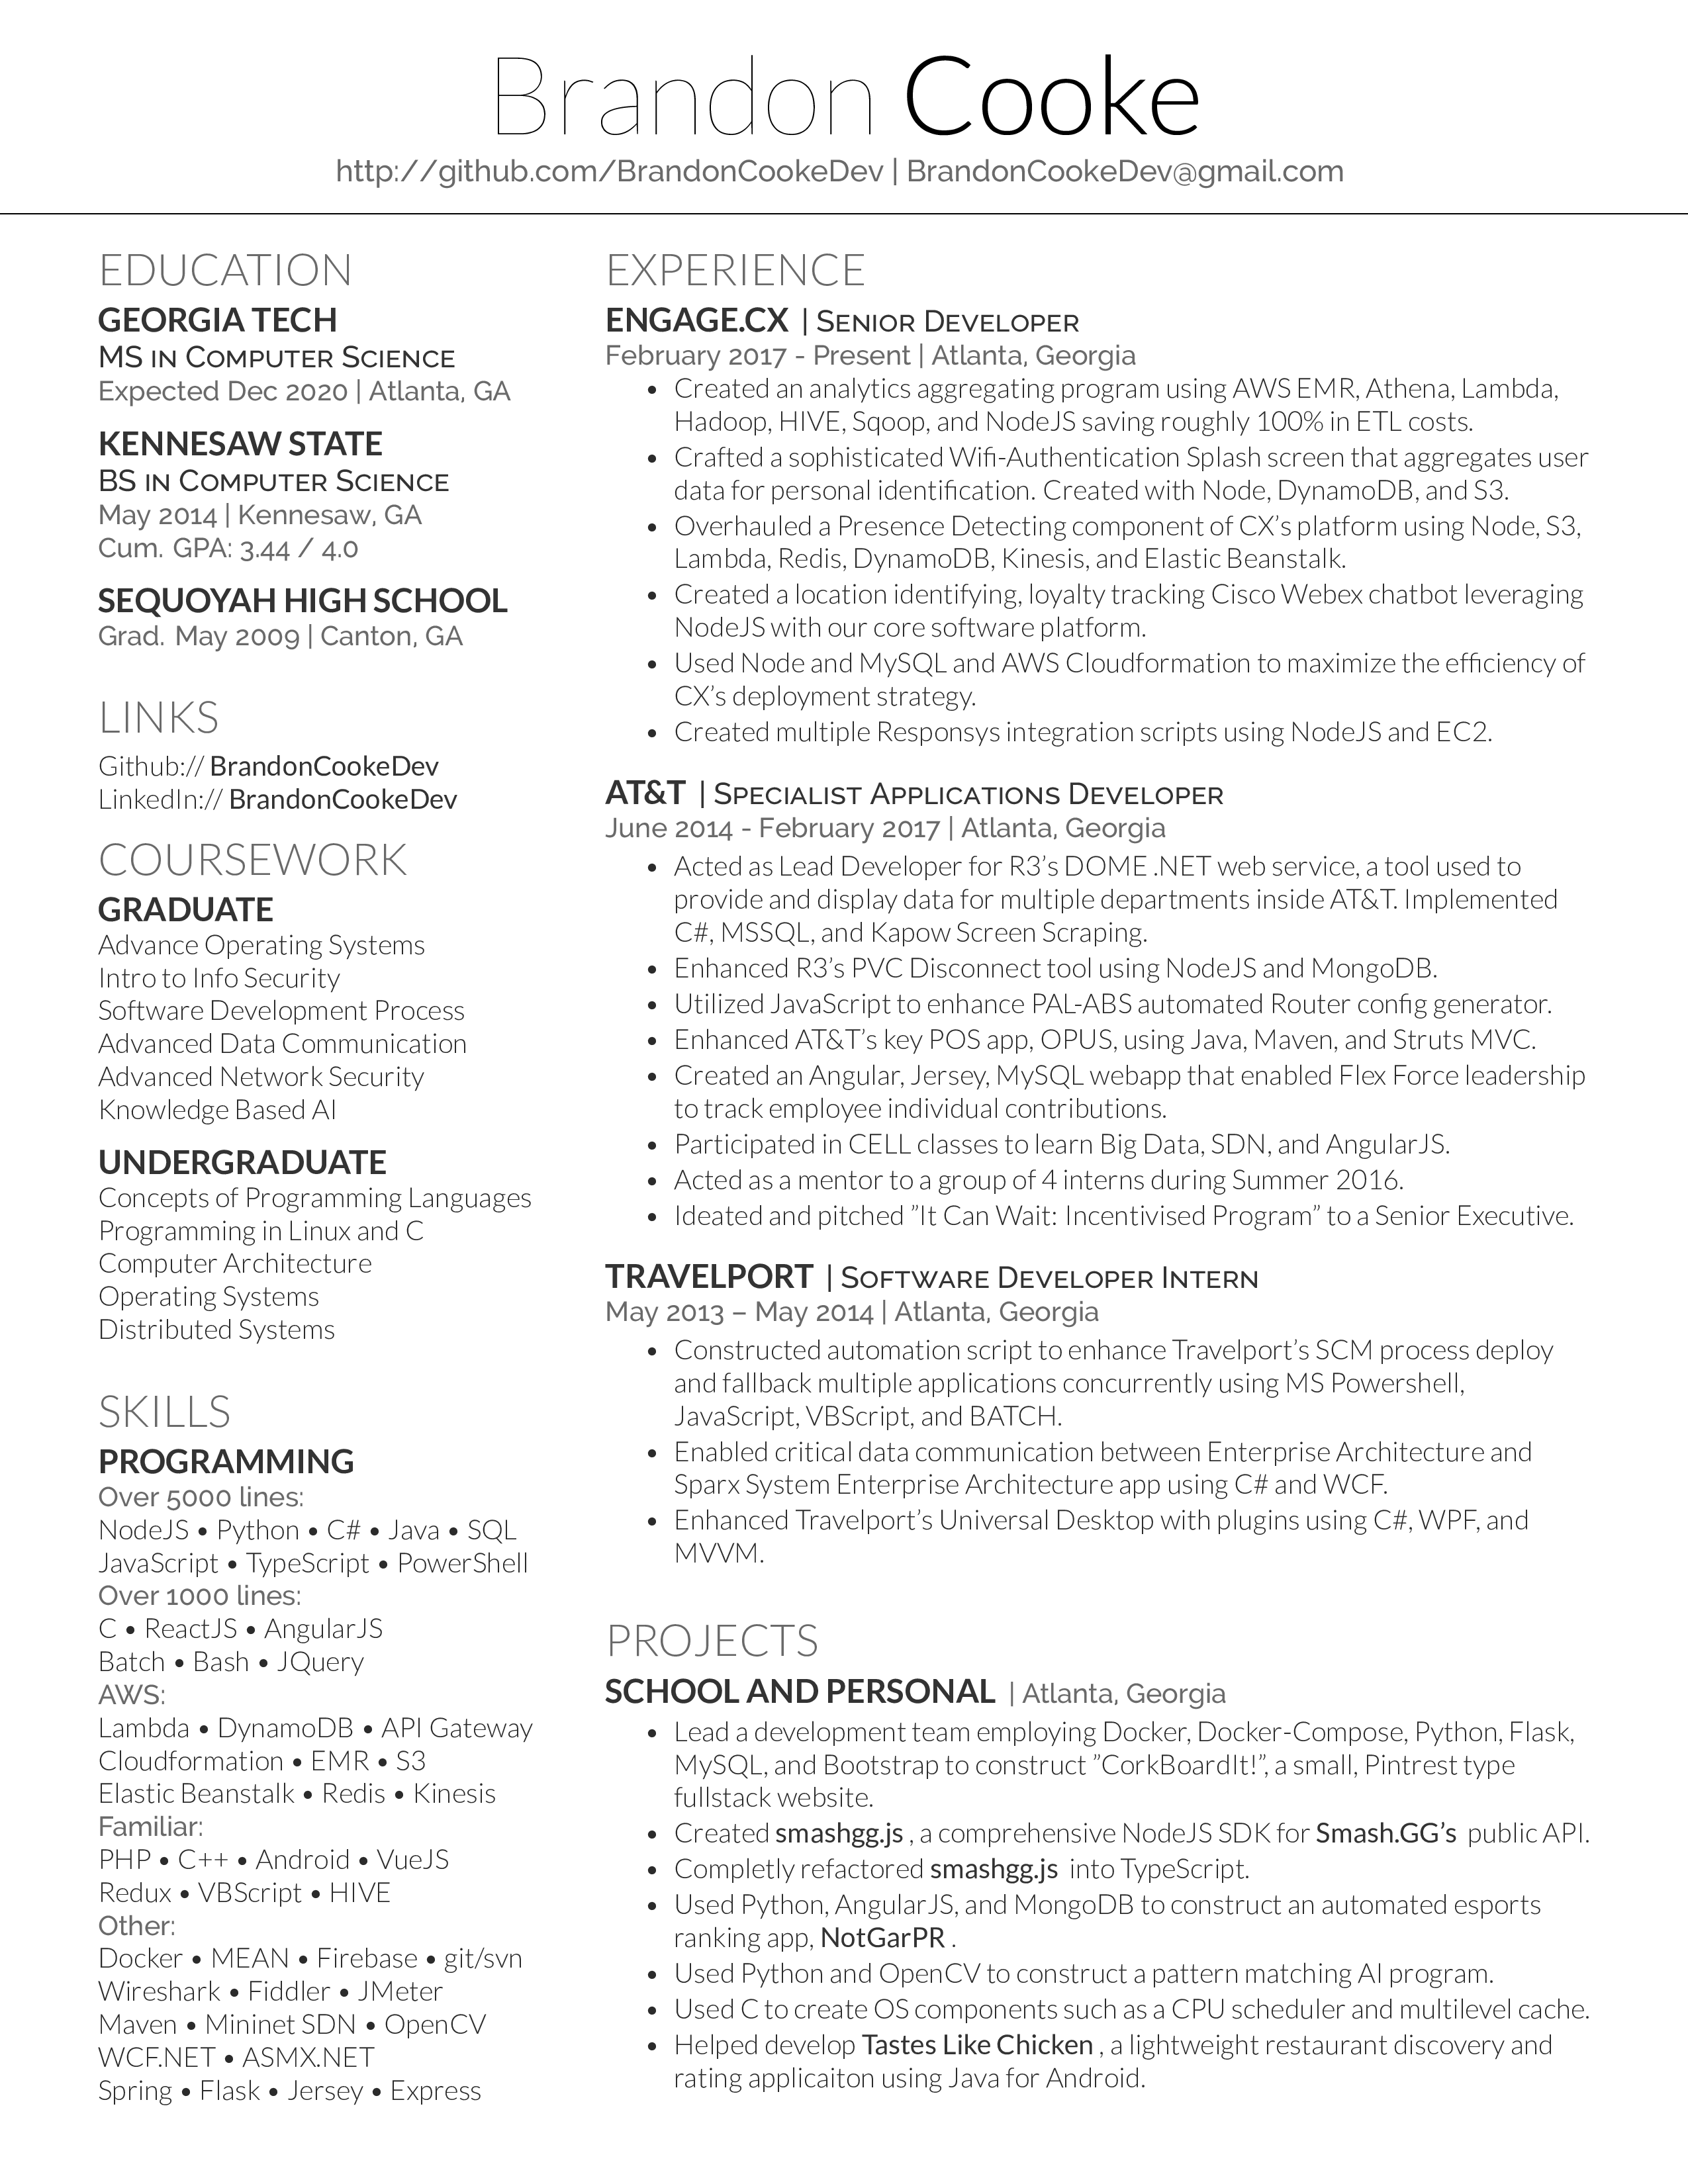 Brandon Cooke
http://github.com/BrandonCookeDev | BrandonCookeDev@gmail.com
EDUCATION
GEORGIA TECH
MS in Computer Science
Expected Dec 2020 | Atlanta, GA
KENNESAW STATE
BS in Computer Science
May 2014 | Kennesaw, GA
Cum. GPA: 3.44 / 4.0
SEQUOYAH HIGH SCHOOL
Grad. May 2009 | Canton, GA
LINKS
Github:// BrandonCookeDev
LinkedIn:// BrandonCookeDev
COURSEWORK
GRADUATE
Advance Operating Systems
Intro to Info Security
Software Development Process
Advanced Data Communication
Advanced Network Security
Knowledge Based AI
UNDERGRADUATE
Concepts of Programming Languages
Programming in Linux and C
Computer Architecture
Operating Systems
Distributed Systems
SKILLS
PROGRAMMING
Over 5000 lines:
NodeJS • Python • C# • Java • SQL
JavaScript • TypeScript • PowerShell
Over 1000 lines:
C • ReactJS • AngularJS
Batch • Bash • JQuery
AWS:
Lambda • DynamoDB • API Gateway
Cloudformation • EMR • S3
Elastic Beanstalk • Redis • Kinesis
Familiar:
PHP • C++ • Android • VueJS
Redux • VBScript • HIVE
Other:
Docker • MEAN • Firebase • git/svn
Wireshark • Fiddler • JMeter
Maven • Mininet SDN • OpenCV
WCF.NET • ASMX.NET
Spring • Flask • Jersey • Express
EXPERIENCE
ENGAGE.CX | Senior Developer
February 2017 - Present | Atlanta, Georgia
• Created an analytics aggregating program using AWS EMR, Athena, Lambda,
Hadoop, HIVE, Sqoop, and NodeJS saving roughly 100% in ETL costs.
• Crafted a sophisticated Wifi-Authentication Splash screen that aggregates user
data for personal identification. Created with Node, DynamoDB, and S3.
• Overhauled a Presence Detecting component of CX's platform using Node, S3,
Lambda, Redis, DynamoDB, Kinesis, and Elastic Beanstalk.
• Created a location identifying, loyalty tracking Cisco Webex chatbot leveraging
NodeJS with our core software platform.
• Used Node and MySQL and AWS Cloudformation to maximize the efficiency of
CX's deployment strategy.
• Created multiple Responsys integration scripts using NodeJS and EC2.
AT&T | Specialist Applications Developer
June 2014 - February 2017 | Atlanta, Georgia
• Acted as Lead Developer for R3's DOME .NET web service, a tool used to
provide and display data for multiple departments inside AT&T. Implemented
C#, MSSQL, and Kapow Screen Scraping.
• Enhanced R3's PVC Disconnect tool using NodeJS and MongoDB.
• Utilized JavaScript to enhance PAL-ABS automated Router config generator.
• Enhanced AT&T's key POS app, OPUS, using Java, Maven, and Struts MVC.
• Created an Angular, Jersey, MySQL webapp that enabled Flex Force leadership
to track employee individual contributions.
• Participated in CELL classes to learn Big Data, SDN, and AngularJS.
• Acted as a mentor to a group of 4 interns during Summer 2016.
• Ideated and pitched ”It Can Wait: Incentivised Program” to a Senior Executive.
TRAVELPORT | Software Developer Intern
May 2013 – May 2014 | Atlanta, Georgia
• Constructed automation script to enhance Travelport's SCM process deploy
and fallback multiple applications concurrently using MS Powershell,
JavaScript, VBScript, and BATCH.
• Enabled critical data communication between Enterprise Architecture and
Sparx System Enterprise Architecture app using C# and WCF.
• Enhanced Travelport's Universal Desktop with plugins using C#, WPF, and
MVVM.
PROJECTS
SCHOOL AND PERSONAL | Atlanta, Georgia
• Lead a development team employing Docker, Docker-Compose, Python, Flask,
MySQL, and Bootstrap to construct ”CorkBoardIt!”, a small, Pintrest type
fullstack website.
• Created smashgg.js , a comprehensive NodeJS SDK for Smash.GG's public API.
• Completly refactored smashgg.js into TypeScript.
• Used Python, AngularJS, and MongoDB to construct an automated esports
ranking app, NotGarPR .
• Used Python and OpenCV to construct a pattern matching AI program.
• Used C to create OS components such as a CPU scheduler and multilevel cache.
• Helped develop Tastes Like Chicken , a lightweight restaurant discovery and
rating applicaiton using Java for Android.